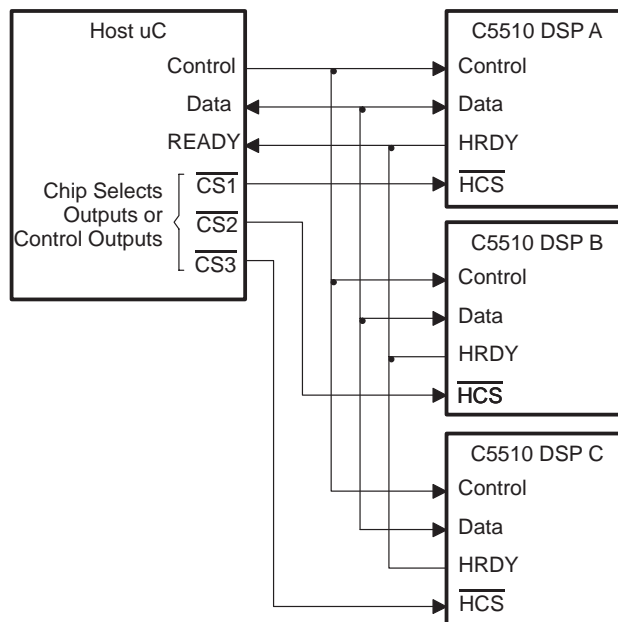 Host uC
Control
Data
READY
CS1
Chip Selects
Outputs or
Control Outputs
CS2
CS3
C5510 DSP A
Control
Data
HRDY
HCS
C5510 DSP B
Control
Data
HRDY
HCS
C5510 DSP C
Control
Data
HRDY
HCS